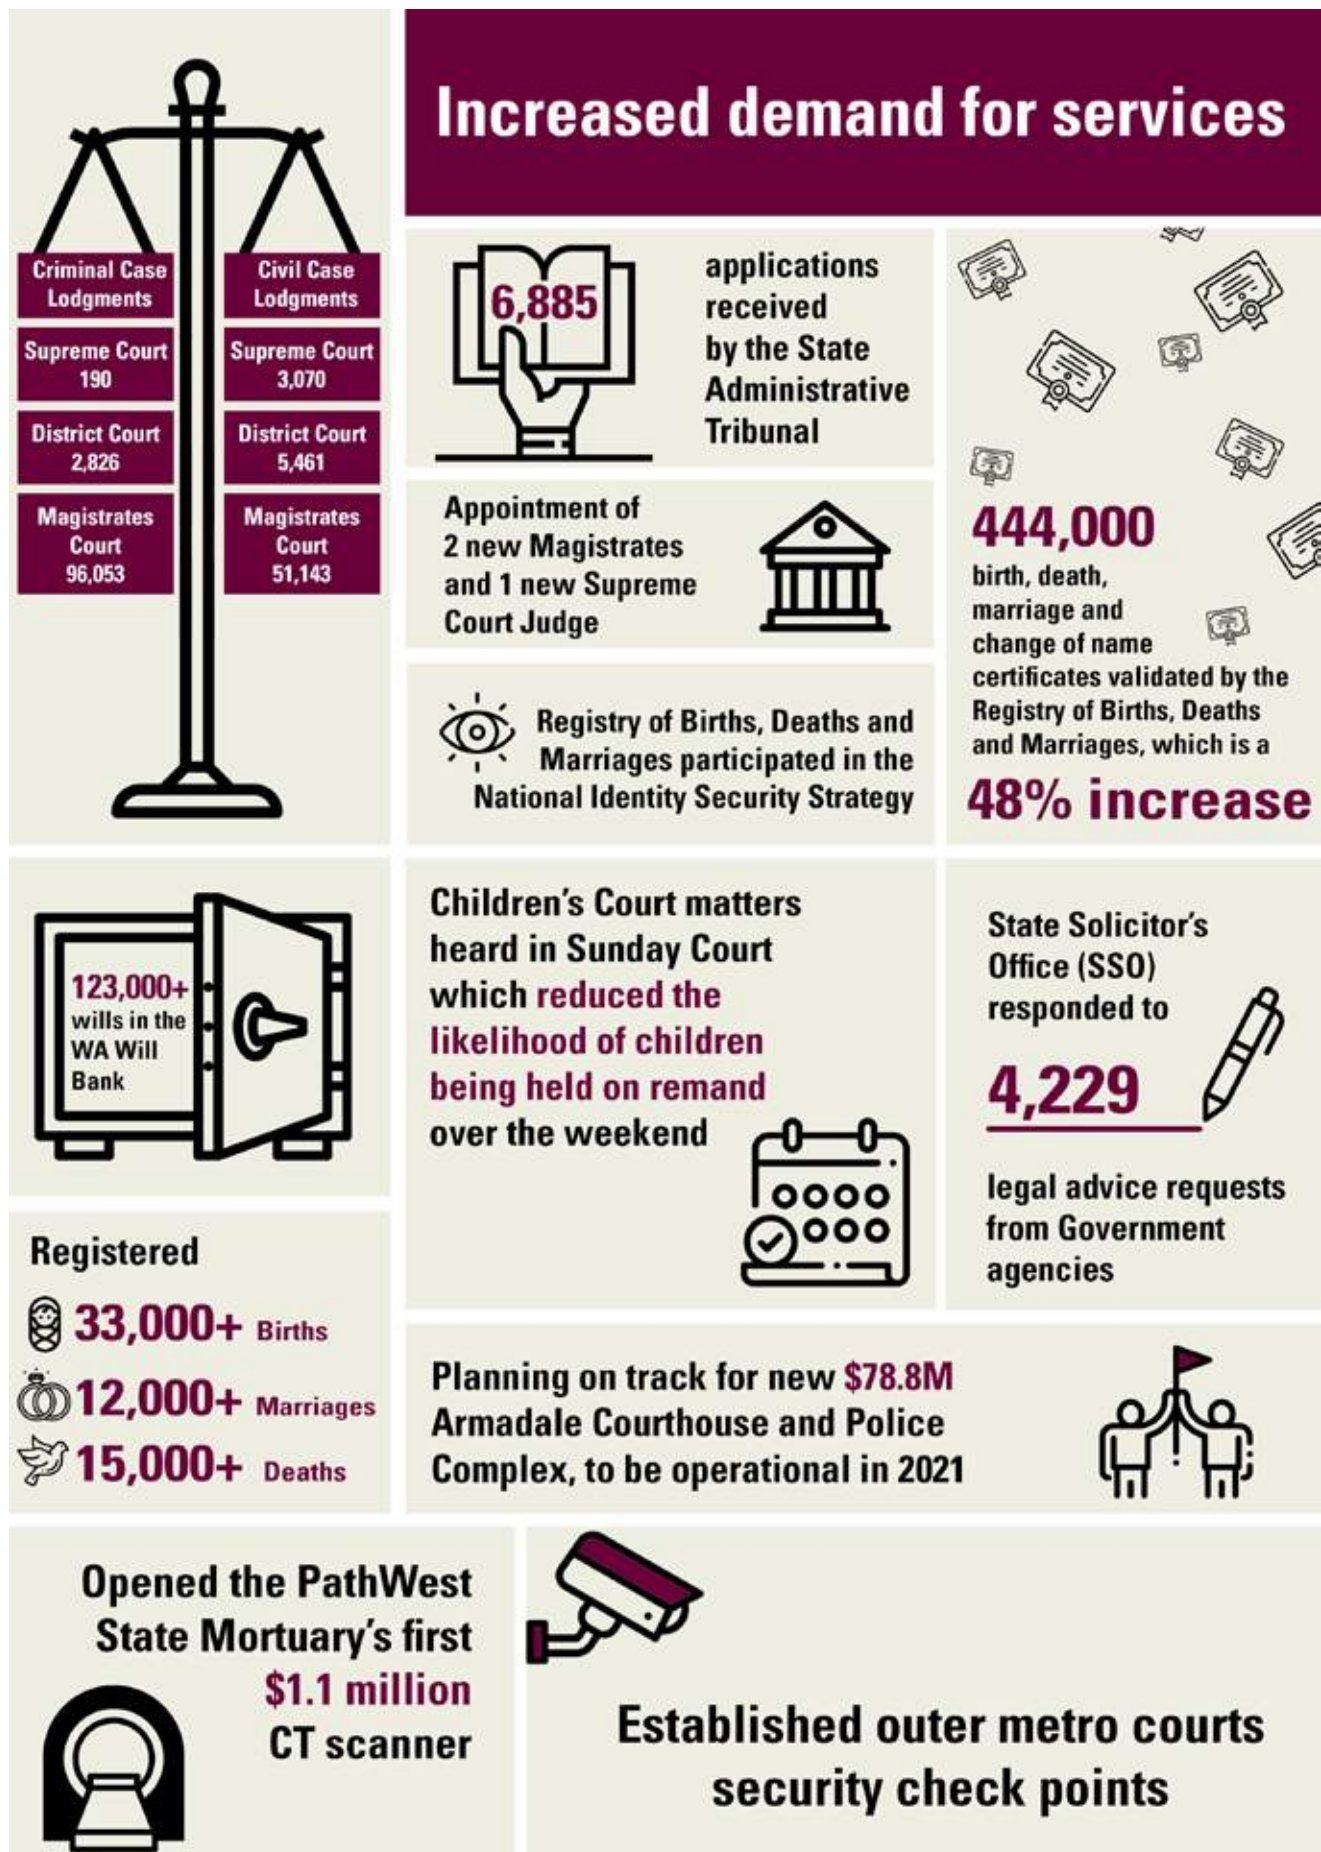 Increased demand for services
Criminal Case
Lodgments
Supreme Court
190
District Court
2,826
Magistrates
Court
96,053
Civil Case
Lodgments
Supreme Court
3,070
District Court
5,461
Magistrates
Court
51,143
6,885
applications
received
by the State
Administrative
Tribunal
Appointment of
2 new Magistrates
and 1 new Supreme
Court Judge
Registry of Births, Deaths and
Marriages participated in the
National Identity Security Strategy
444,000
birth, death,
marriage and
change of name
certificates validated by the
Registry of Births, Deaths
and Marriages, which is a
48% increase
123,000+
wills in the
WA Will
Bank
Children's Court matters
heard in Sunday Court
which reduced the
likelihood of children
being held on remand
over the weekend
State Solicitor's
Office (SSO)
responded to
4,229
legal advice requests
from Government
agencies
Registered
33,000+ Births
12,000+ Marriages
15,000+ Deaths
Planning on track for new $78.8M
Armadale Courthouse and Police
Complex, to be operational in 2021
Opened the PathWest
State Mortuary's first
$1.1 million
CT scanner
Established outer metro courts
security check points